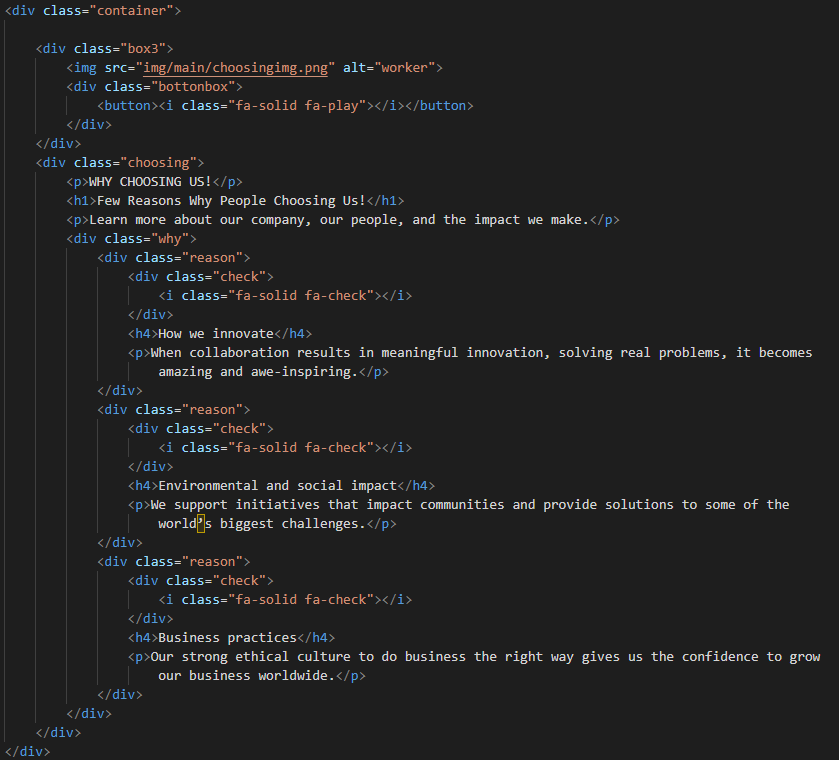 <div class="container">
<div class="box3">
<img src="img/main/choosingimg.png" alt="worker">
<div class="bottonbox">
<button><i class="fa-solid fa-play"></i></button>
</div>
</div>
<div class="choosing">
<p>WHY CHOOSING US!</p>
<h1>Few Reasons Why People Choosing Us!</h1>
<p>Learn more about our company, our people, and the impact we make.</p>
<div class="why">
<div class="reason">
<div class="check">
<i class="fa-solid fa-check"></i>
</div>
<h4>How we innovate</h4>
<p>When collaboration results in meaningful innovation, solving real problems, it becomes
amazing and awe-inspiring.</p>
</div>
<div class="reason">
<div class="check">
<i class="fa-solid fa-check"></i>
</div>
<h4>Environmental and social impact</h4>
<p>We support initiatives that impact communities and provide solutions to some of the
world’s biggest challenges.</p>
</div>
<div class="reason">
<div class="check">
<i class="fa-solid fa-check"></i>
</div>
<h4>Business practices</h4>
<p>Our strong ethical culture to do business the right way gives us the confidence to grow
our business worldwide.</p>
</div>
</div>
</div>
</div>